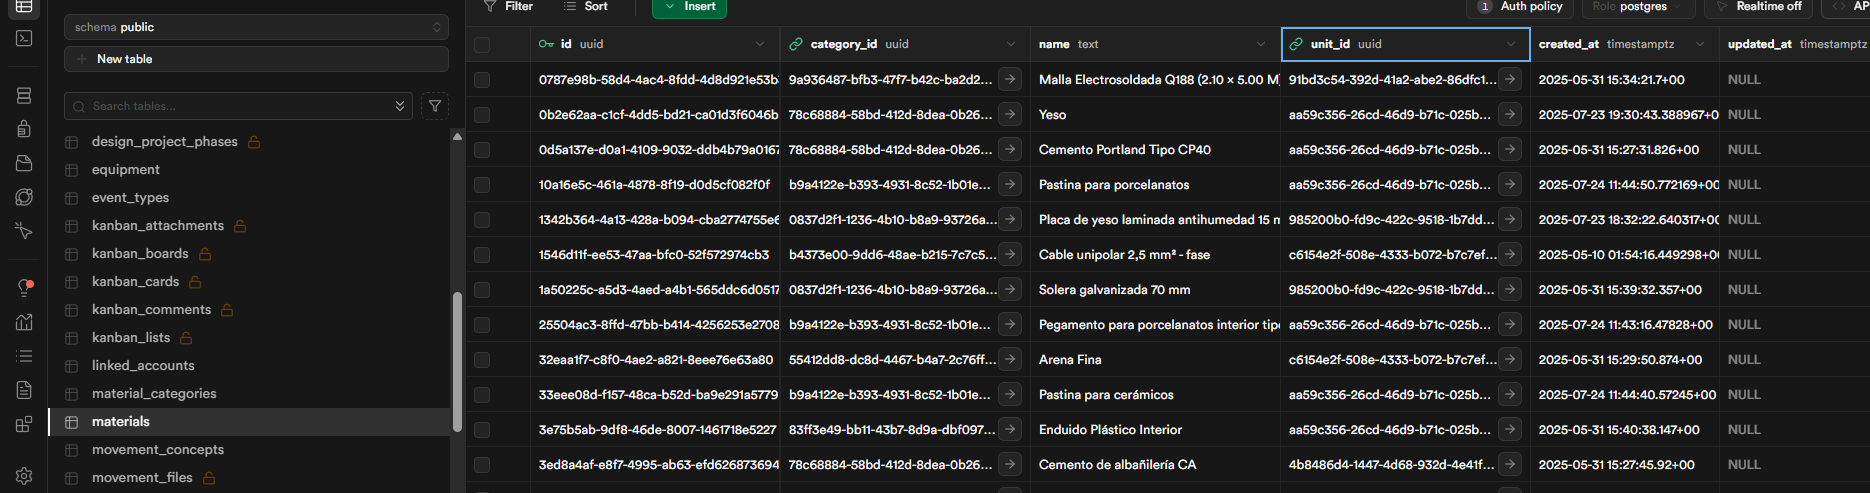 schema public
New table
Search tables...
design_project_phases
equipment
event_types
kanban_attachments
kanban_boards
kanban_cards
kanban_comments
kanban_lists
linked_accounts
material_categories
materials
movement_concepts
movement_files
Filter Sort Insert 1 Auth policy Role postgres Realtime off AP
id uuid category_id uuid name text unit_id uuid created_at timestamptz updated_at timestamptz
0787e98b-58d4-4ac4-8fdd-4d8d921e53b 9a936487-bfb3-47f7-b42c-ba2d2... Malla Electrosoldada Q188 (2.10 × 5.00 M) 91bd3c54-392d-41a2-abe2-86dfc1... 2025-05-31 15:34:21.7+00 NULL
0b2e62aa-c1cf-4dd5-bd21-ca01d3f6046b 78c68884-58bd-412d-8dea-0b26... Yeso aa59c356-26cd-46d9-b71c-025b... 2025-07-23 19:30:43.388967+0 NULL
0d5a137e-d0a1-4109-9032-ddb4b79a0167 78c68884-58bd-412d-8dea-0b26... Cemento Portland Tipo CP40 aa59c356-26cd-46d9-b71c-025b... 2025-05-31 15:27:31.826+00 NULL
10a16e5c-461a-4878-8f19-d0d5cf082f0f b9a4122e-b393-4931-8c52-1b01e... Pastina para porcelanatos aa59c356-26cd-46d9-b71c-025b... 2025-07-24 11:44:50.772169+00 NULL
1342b364-4a13-428a-b094-cba2774755e6 0837d2f1-1236-4b10-b8a9-93726a... Placa de yeso laminada antihumedad 15 m 985200b0-fd9c-422c-9518-1b7dd... 2025-07-23 18:32:22.640317+00 NULL
1546d11f-ee53-47aa-bfc0-52f572974cb3 b4373e00-9dd6-48ae-b215-7c7c5... Cable unipolar 2,5 mm² - fase c6154e2f-508e-4333-b072-b7c7ef... 2025-05-10 01:54:16.449298+0 NULL
1a50225c-a5d3-4aed-a4b1-565ddc6d0517 0837d2f1-1236-4b10-b8a9-93726a... Solera galvanizada 70 mm 985200b0-fd9c-422c-9518-1b7dd... 2025-05-31 15:39:32.357+00 NULL
25504ac3-8ffd-47bb-b414-4256253e2708 b9a4122e-b393-4931-8c52-1b01e... Pegamento para porcelanatos interior tipo aa59c356-26cd-46d9-b71c-025b... 2025-07-24 11:43:16.47828+00 NULL
32eaa1f7-c8f0-4ae2-a821-8eee76e63a80 55412dd8-dc8d-4467-b4a7-2c76ff... Arena Fina c6154e2f-508e-4333-b072-b7c7ef... 2025-05-31 15:29:50.874+00 NULL
33eee08d-f157-48ca-b52d-ba9e291a5779 b9a4122e-b393-4931-8c52-1b01e... Pastina para cerámicos aa59c356-26cd-46d9-b71c-025b... 2025-07-24 11:44:40.57245+00 NULL
3e75b5ab-9df8-46de-8007-1461718e5227 83ff3e49-bb11-43b7-8d9a-dbf097... Enduido Plástico Interior aa59c356-26cd-46d9-b71c-025b... 2025-05-31 15:40:38.147+00 NULL
3ed8a4af-e8f7-4995-ab63-efd626873694 78c68884-58bd-412d-8dea-0b26... Cemento de albañilería CA 4b8486d4-1447-4d68-932d-4e41f... 2025-05-31 15:27:45.92+00 NULL